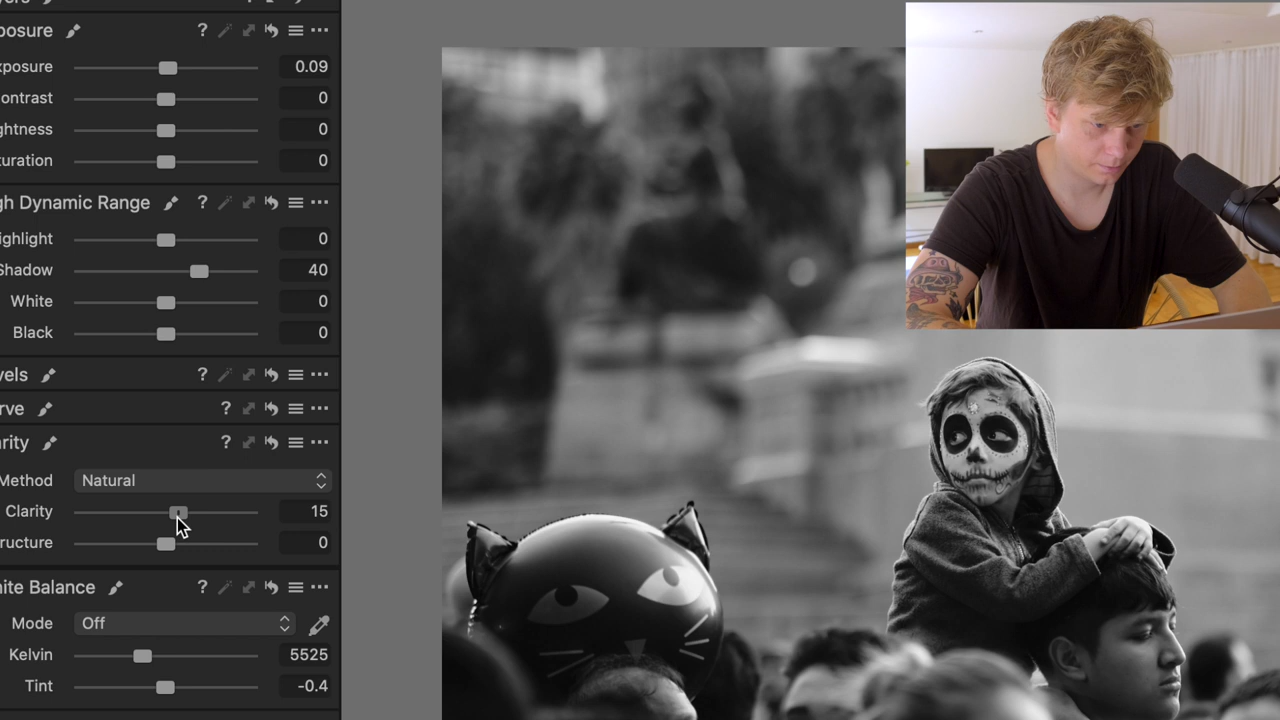 posure ?
xposure 0.09
ontrast 0
ghtness 0
turation 0
gh Dynamic Range ?
ighlight 0
Shadow 40
White 0
Black 0
vels ?
rve ?
arity ?
Method Natural
Clarity 15
ructure 0
hite Balance ?
Mode Off
Kelvin 5525
Tint -0.4